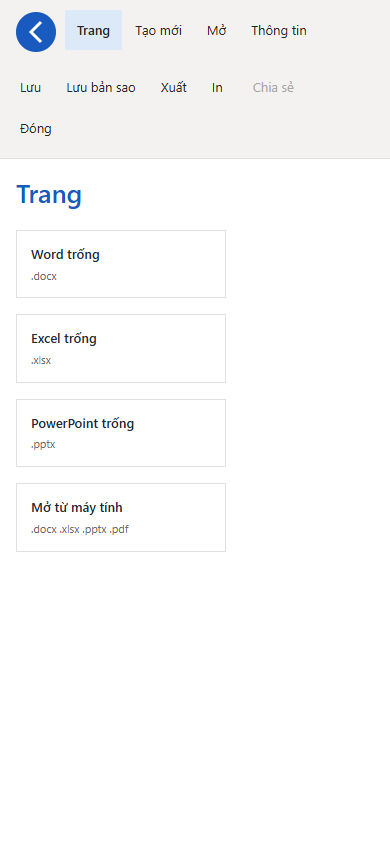 Trang Tạo mới Mở Thông tin
Lưu Lưu bản sao Xuất In Chia sẻ
Đóng
Trang
Word trống
.docx
Excel trống
.xlsx
PowerPoint trống
.pptx
Mở từ máy tính
.docx .xlsx .pptx .pdf